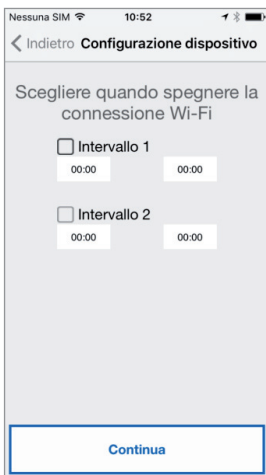 Nessuna SIM 10:52
Indietro Configurazione dispositivo
Scegliere quando spegnere la
connessione Wi-Fi
Intervallo 1
00:00 00:00
Intervallo 2
00:00 00:00
Continua